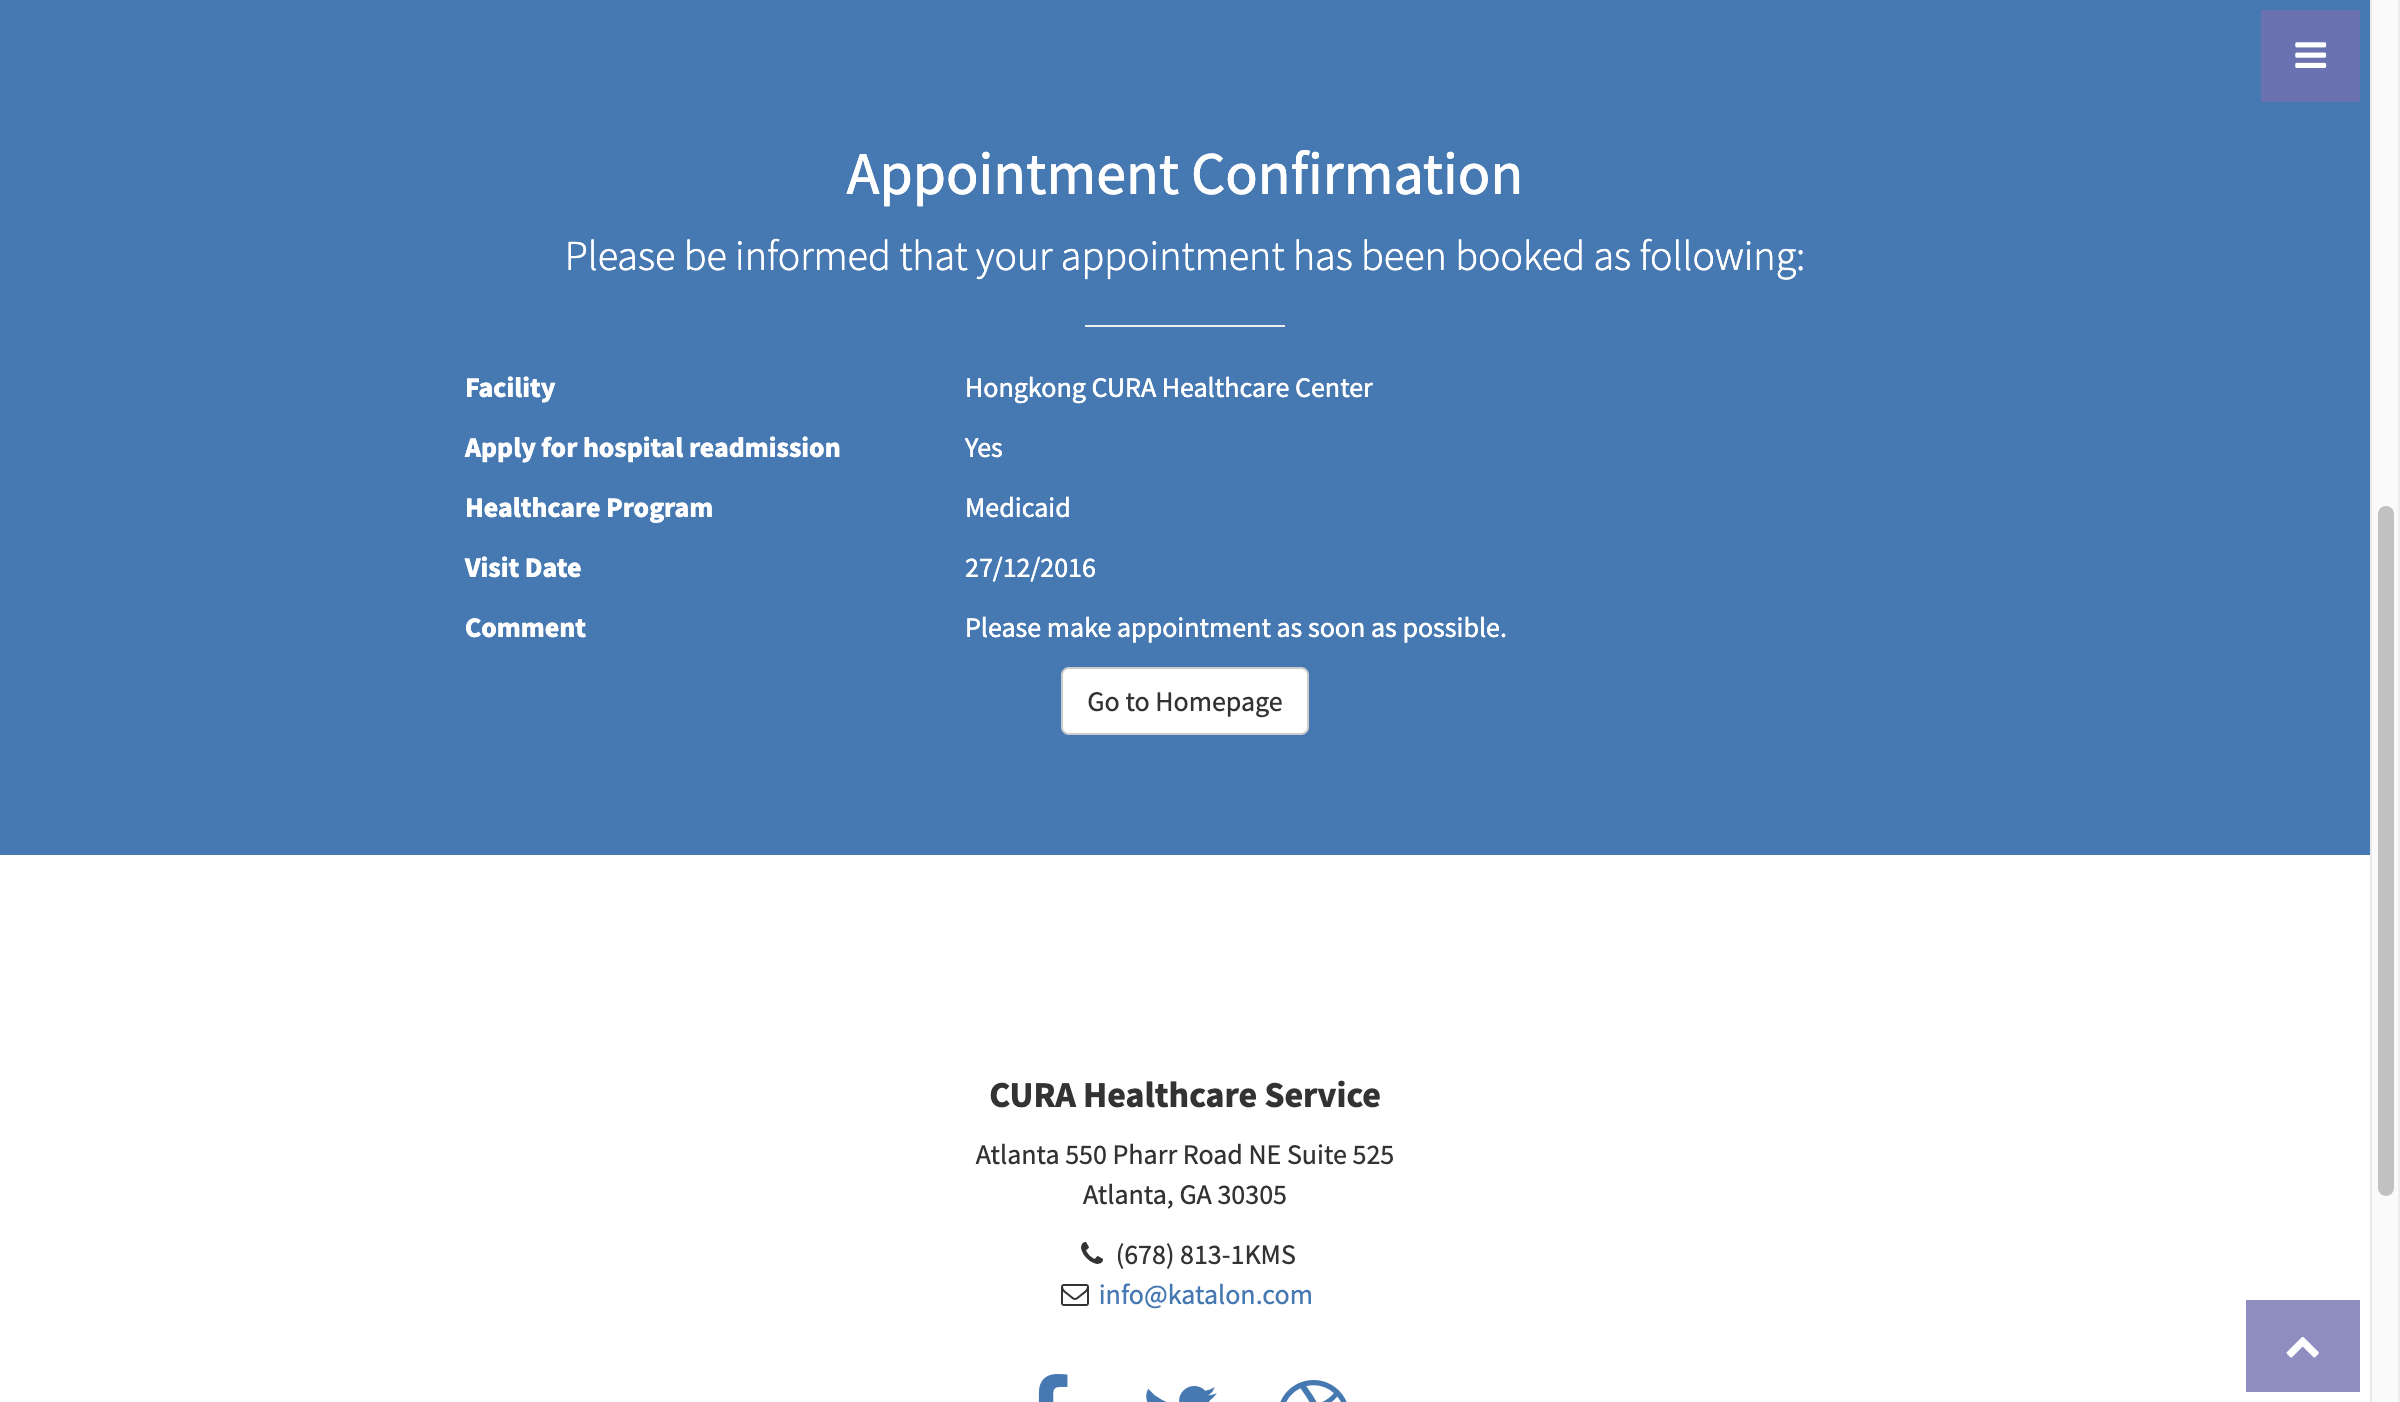 Appointment Confirmation
Please be informed that your appointment has been booked as following:
Facility Hongkong CURA Healthcare Center
Apply for hospital readmission Yes
Healthcare Program Medicaid
Visit Date 27/12/2016
Comment Please make appointment as soon as possible.
Go to Homepage
CURA Healthcare Service
Atlanta 550 Pharr Road NE Suite 525
Atlanta, GA 30305
(678) 813-1KMS
info@katalon.com